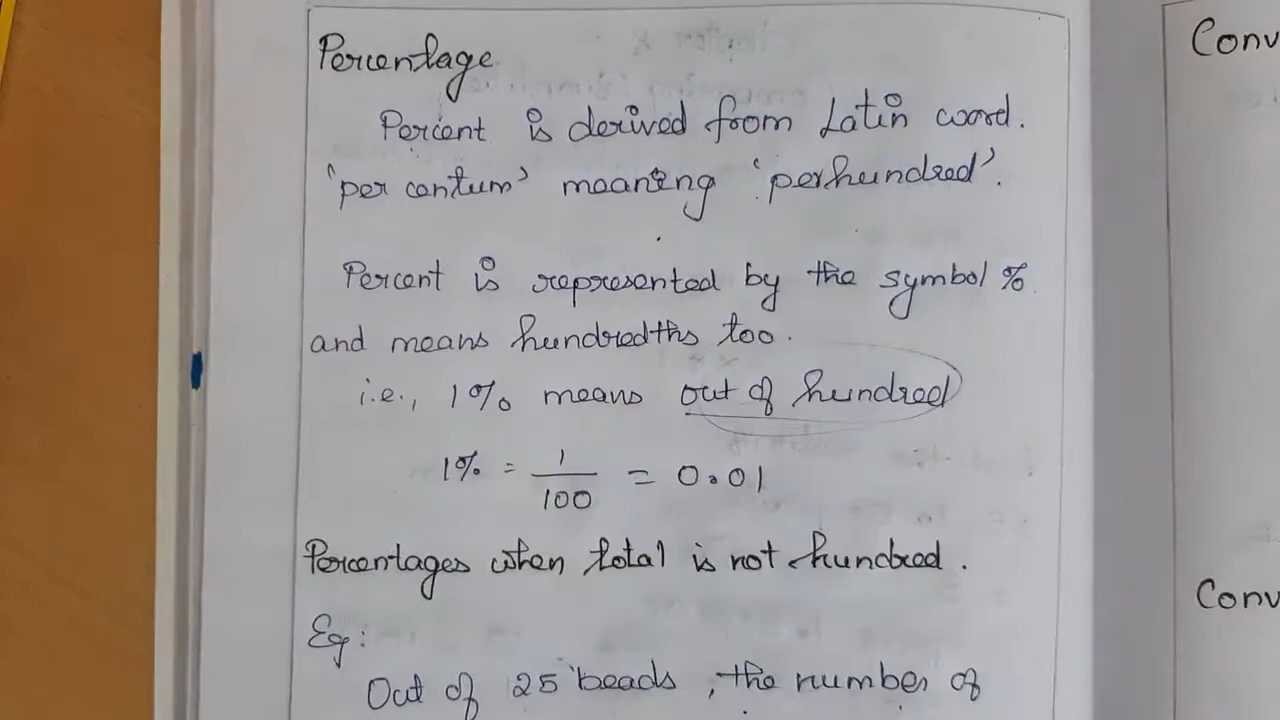 Percentage
Percent is derived from Latin word.
'per centum' meaning 'perhundred'.
Percent is represented by the symbol %
and means hundredths too.
i.e., 1% means out of hundred
1% = 1/100 = 0.01
Percentages when total is not hundred.
Eg:
Out of 25 beads, the number of
Conv
Conv